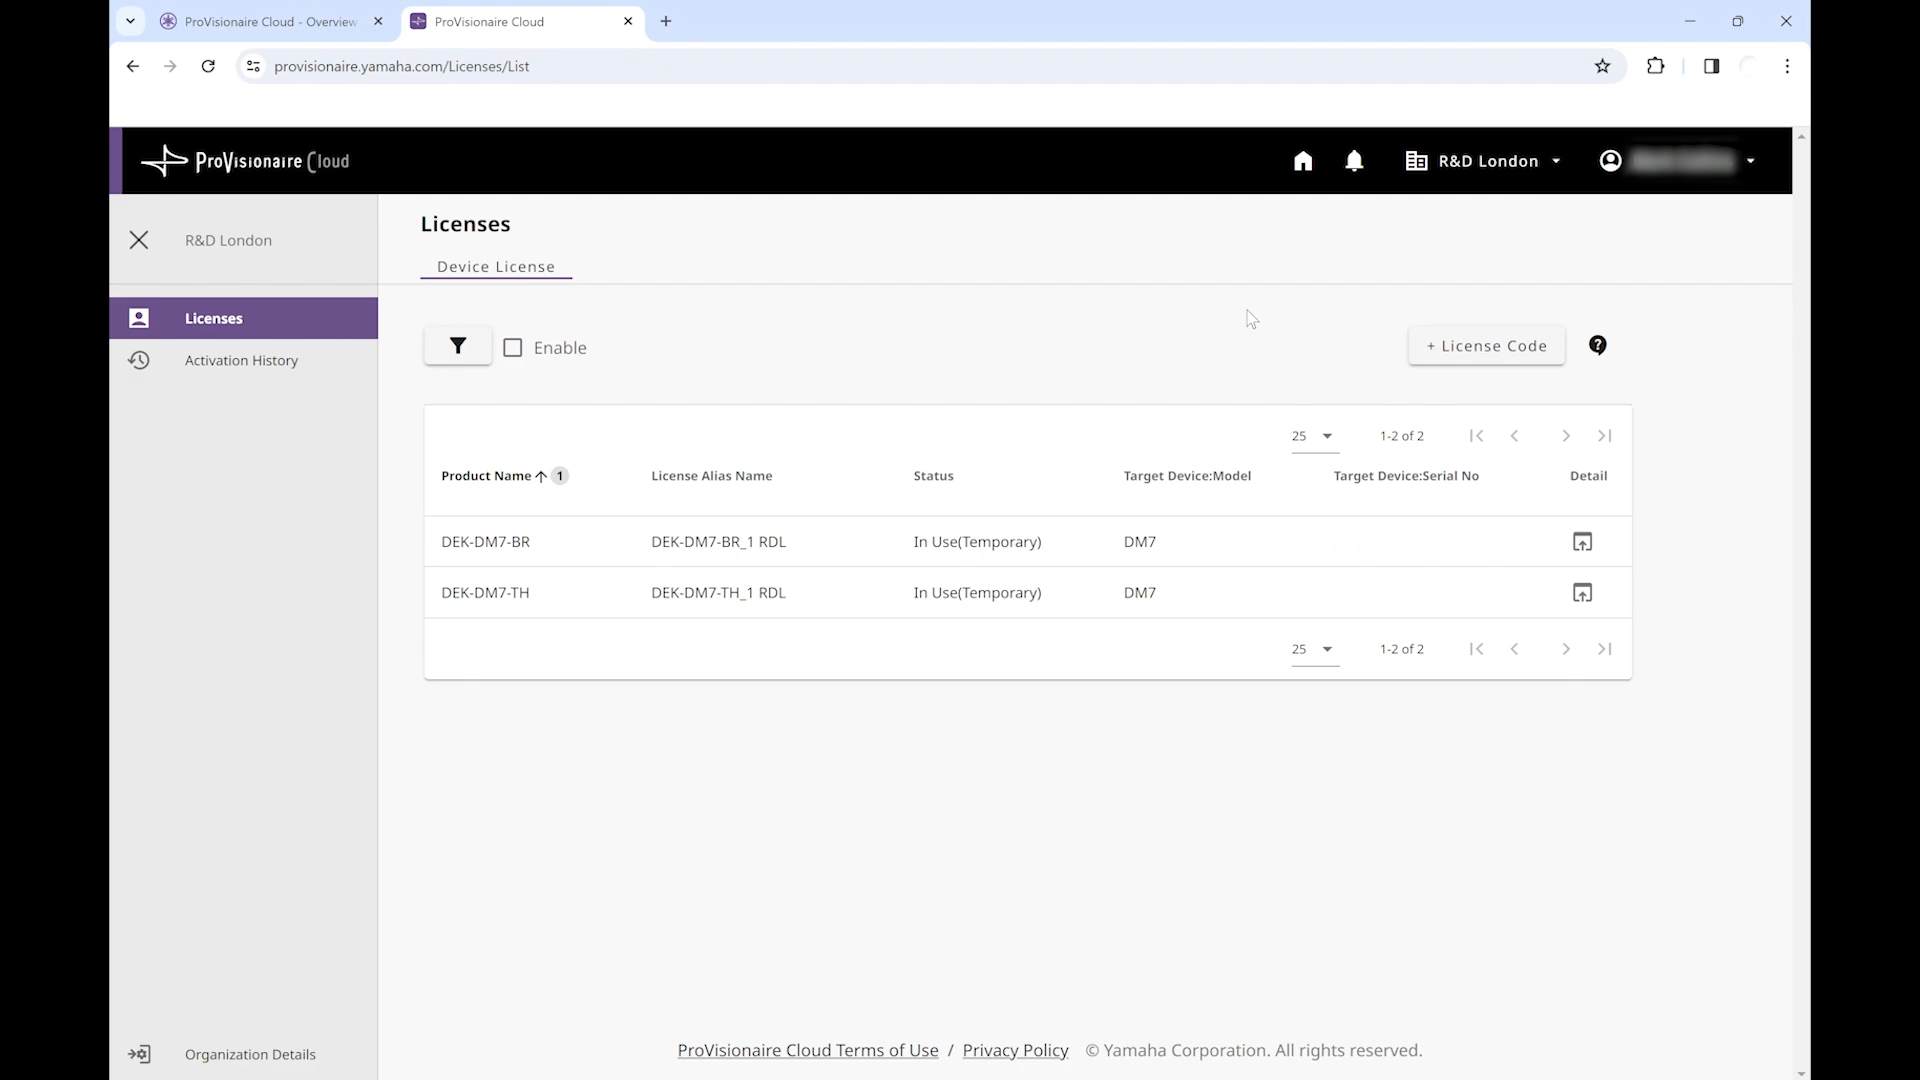 ProVisionaire Cloud - Overview
ProVisionaire Cloud
provisionaire.yamaha.com/Licenses/List
ProVisionaire Cloud
R&D London
R&D London
Licenses
Device License
Licenses
Activation History
Enable
+ License Code
25 1-2 of 2
Product Name 1 License Alias Name Status Target Device:Model Target Device:Serial No Detail
DEK-DM7-BR DEK-DM7-BR_1 RDL In Use(Temporary) DM7
DEK-DM7-TH DEK-DM7-TH_1 RDL In Use(Temporary) DM7
25 1-2 of 2
Organization Details
ProVisionaire Cloud Terms of Use / Privacy Policy © Yamaha Corporation. All rights reserved.